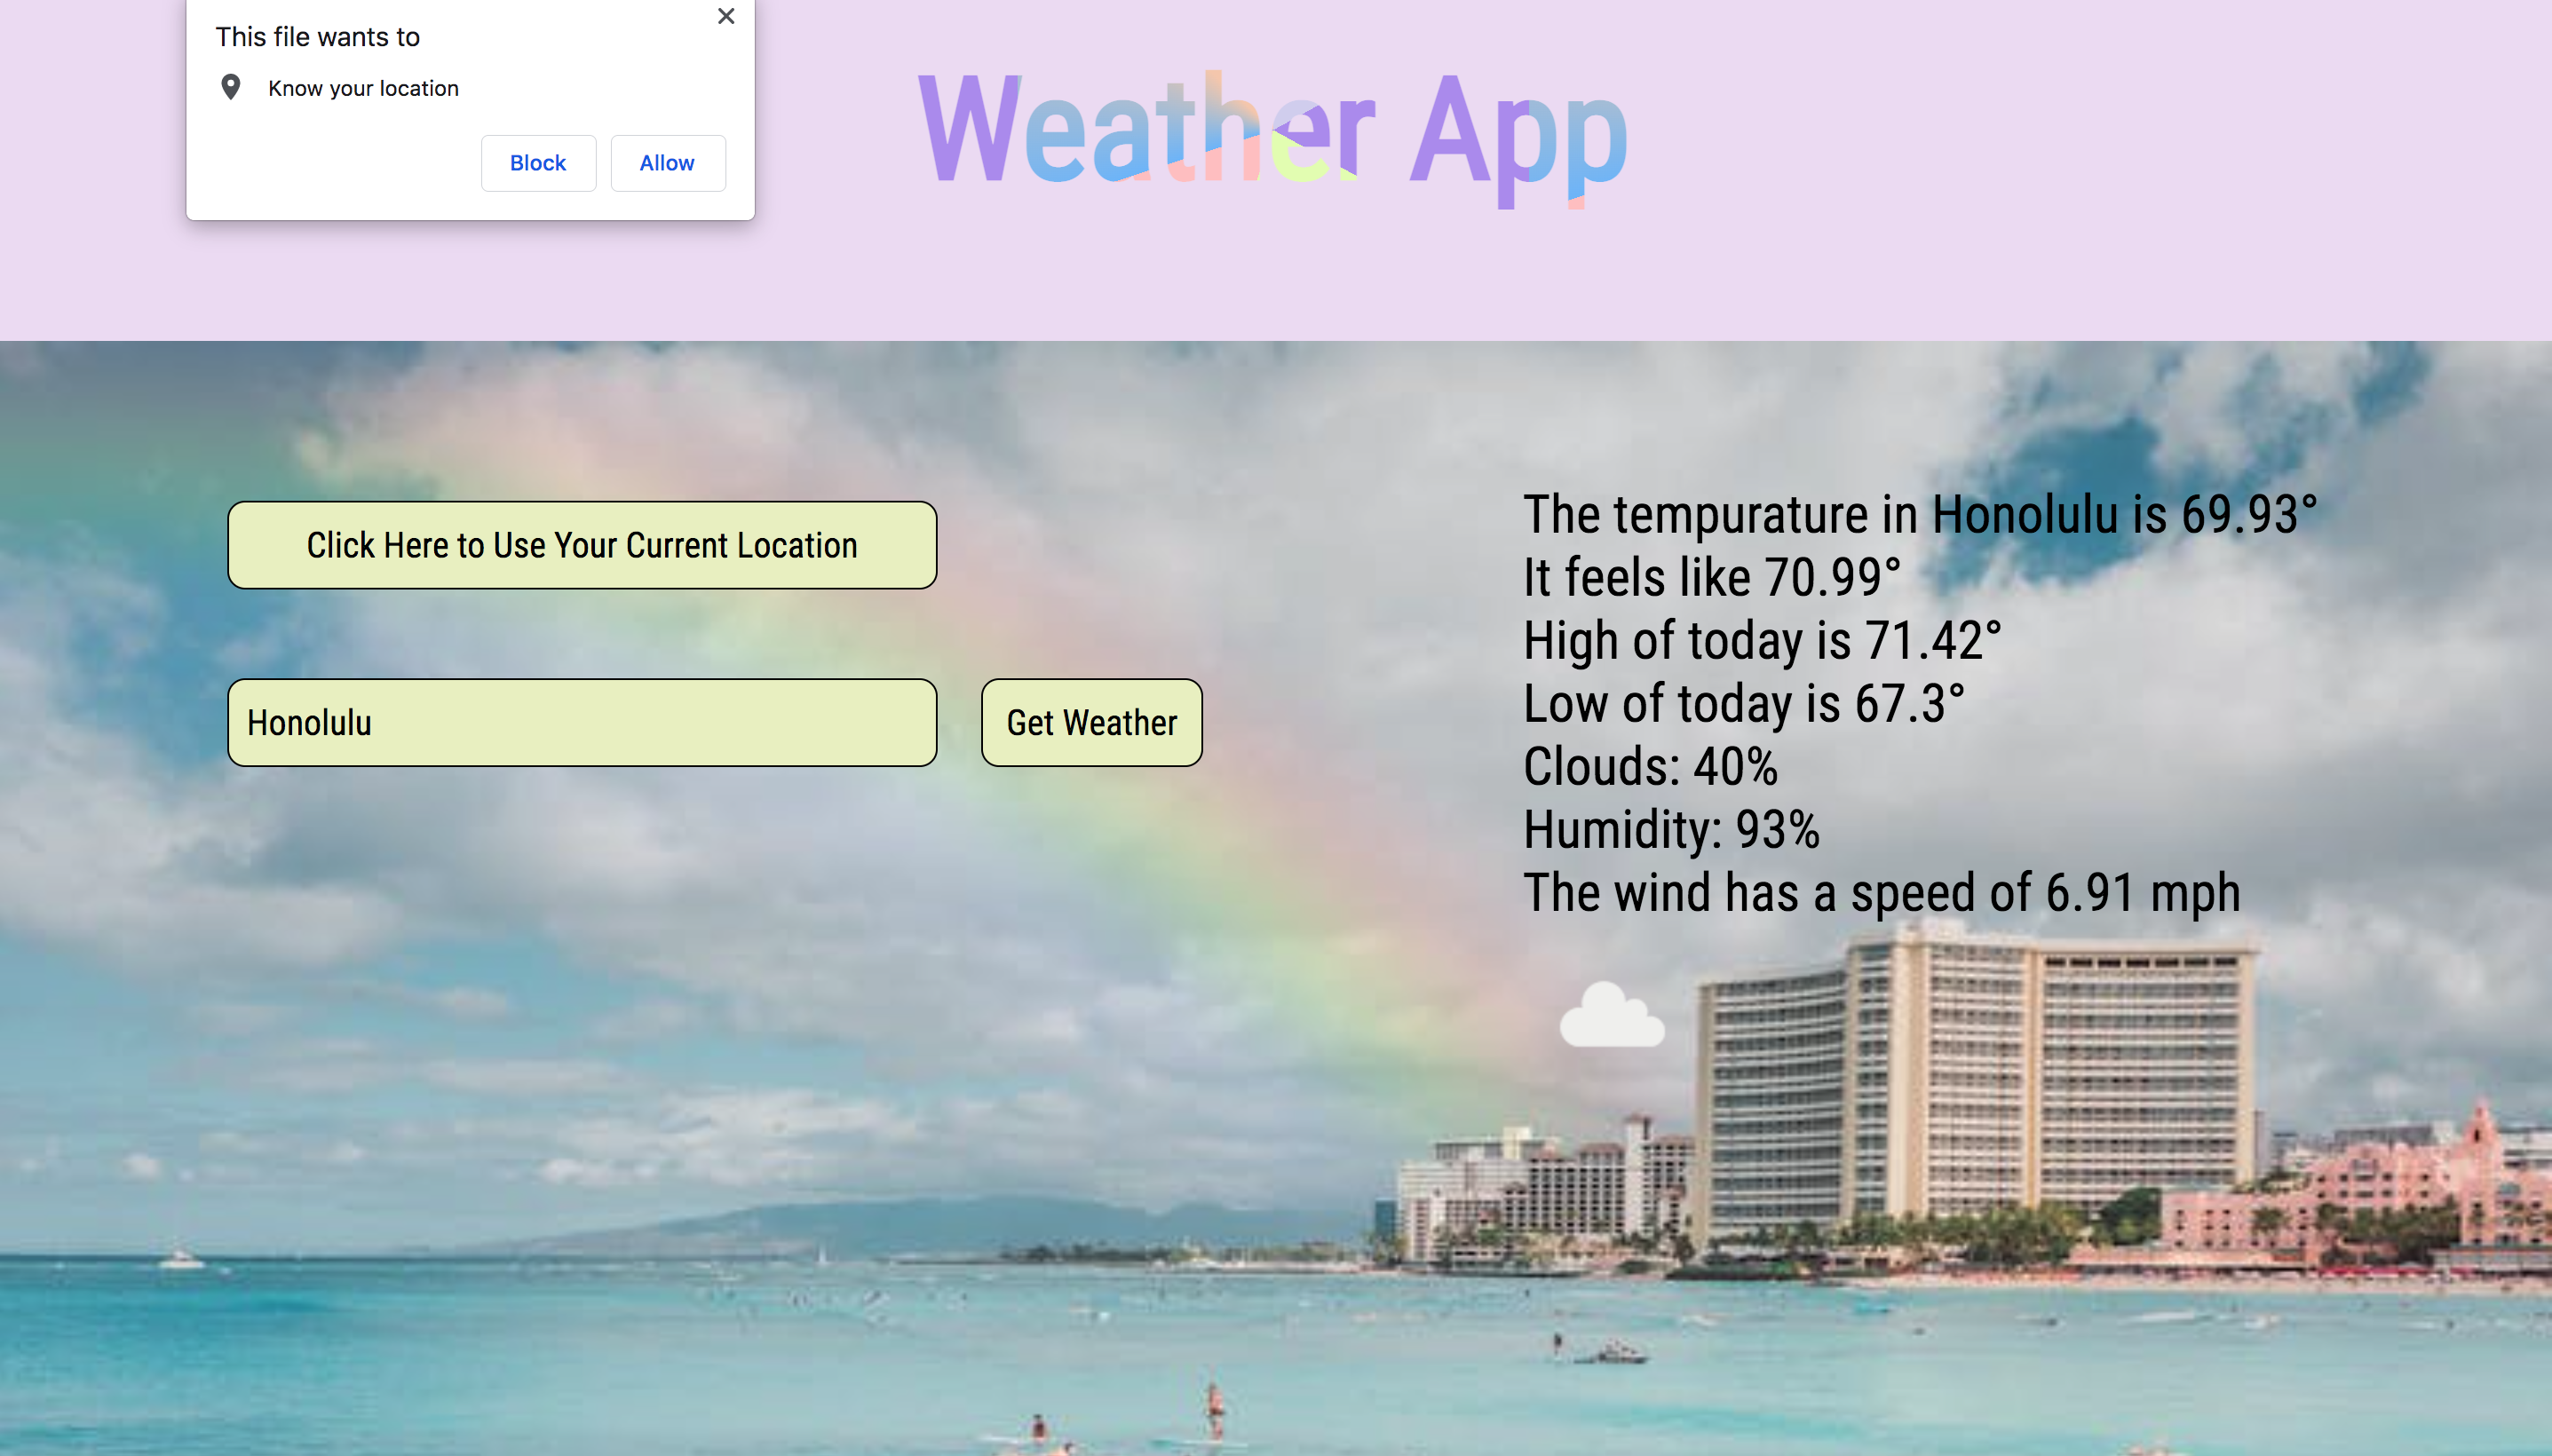 This file wants to
Know your location
Block
Allow
Weather App
Click Here to Use Your Current Location
Honolulu
Get Weather
The tempurature in Honolulu is 69.93°
It feels like 70.99°
High of today is 71.42°
Low of today is 67.3°
Clouds: 40%
Humidity: 93%
The wind has a speed of 6.91 mph